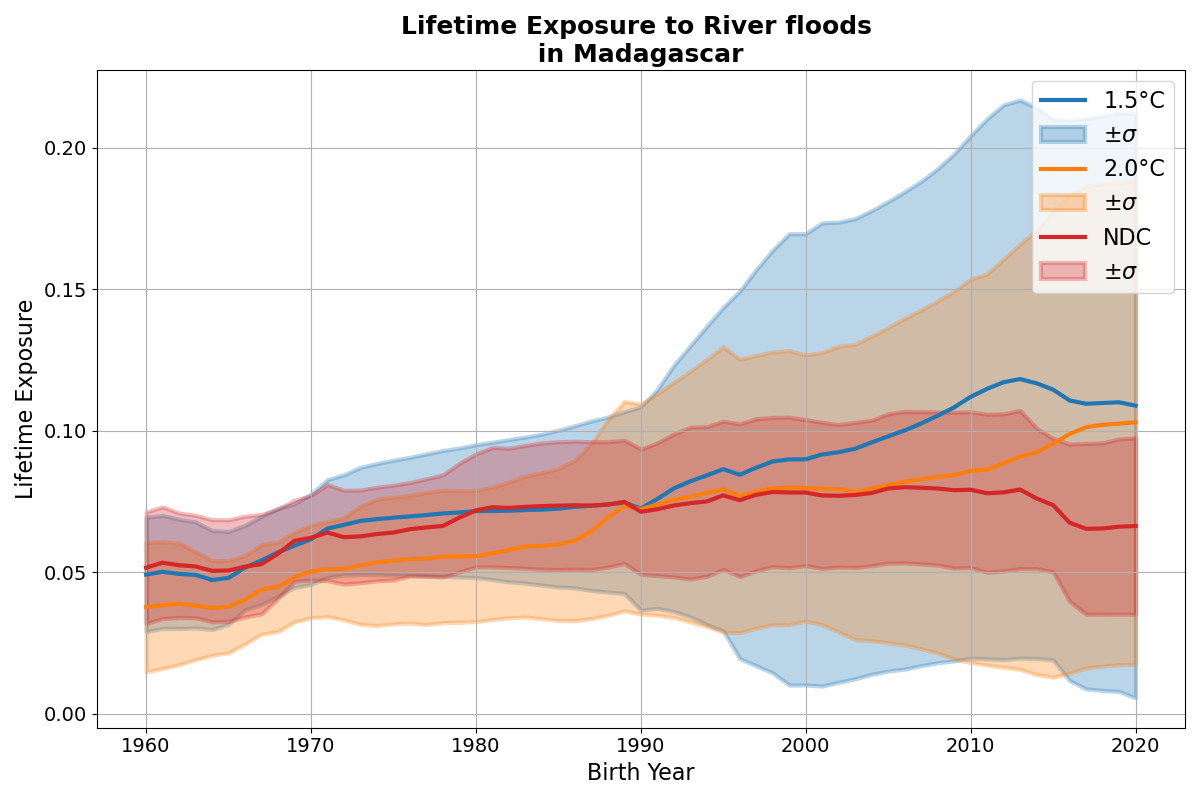 Lifetime Exposure to River floods
in Madagascar
Lifetime Exposure
0.20
0.15
0.10
0.05
0.00
1960
1970
1980
1990
2000
2010
2020
Birth Year
1.5°C
±σ
2.0°C
±σ
NDC
±σ